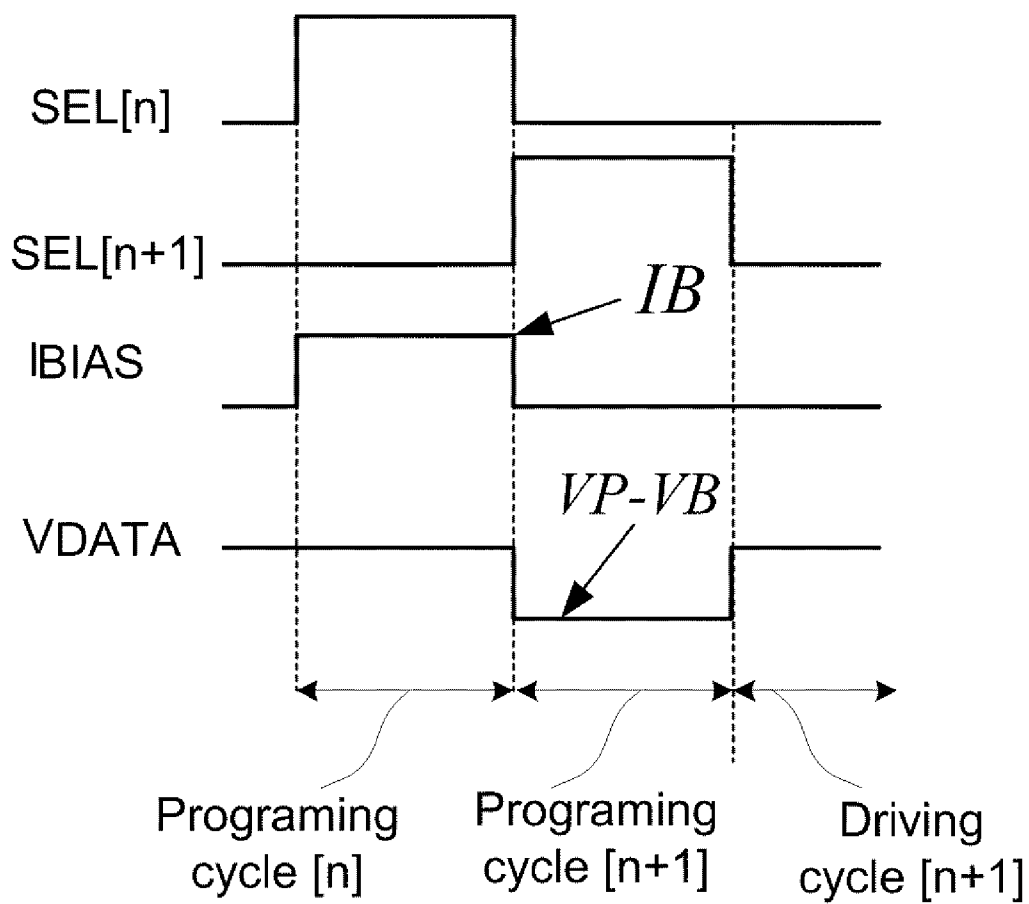 SEL[n]
SEL[n+1]
IB
IBIAS
VP-VB
VDATA
Programing
cycle [n]
Programing
cycle [n+1]
Driving
cycle [n+1]